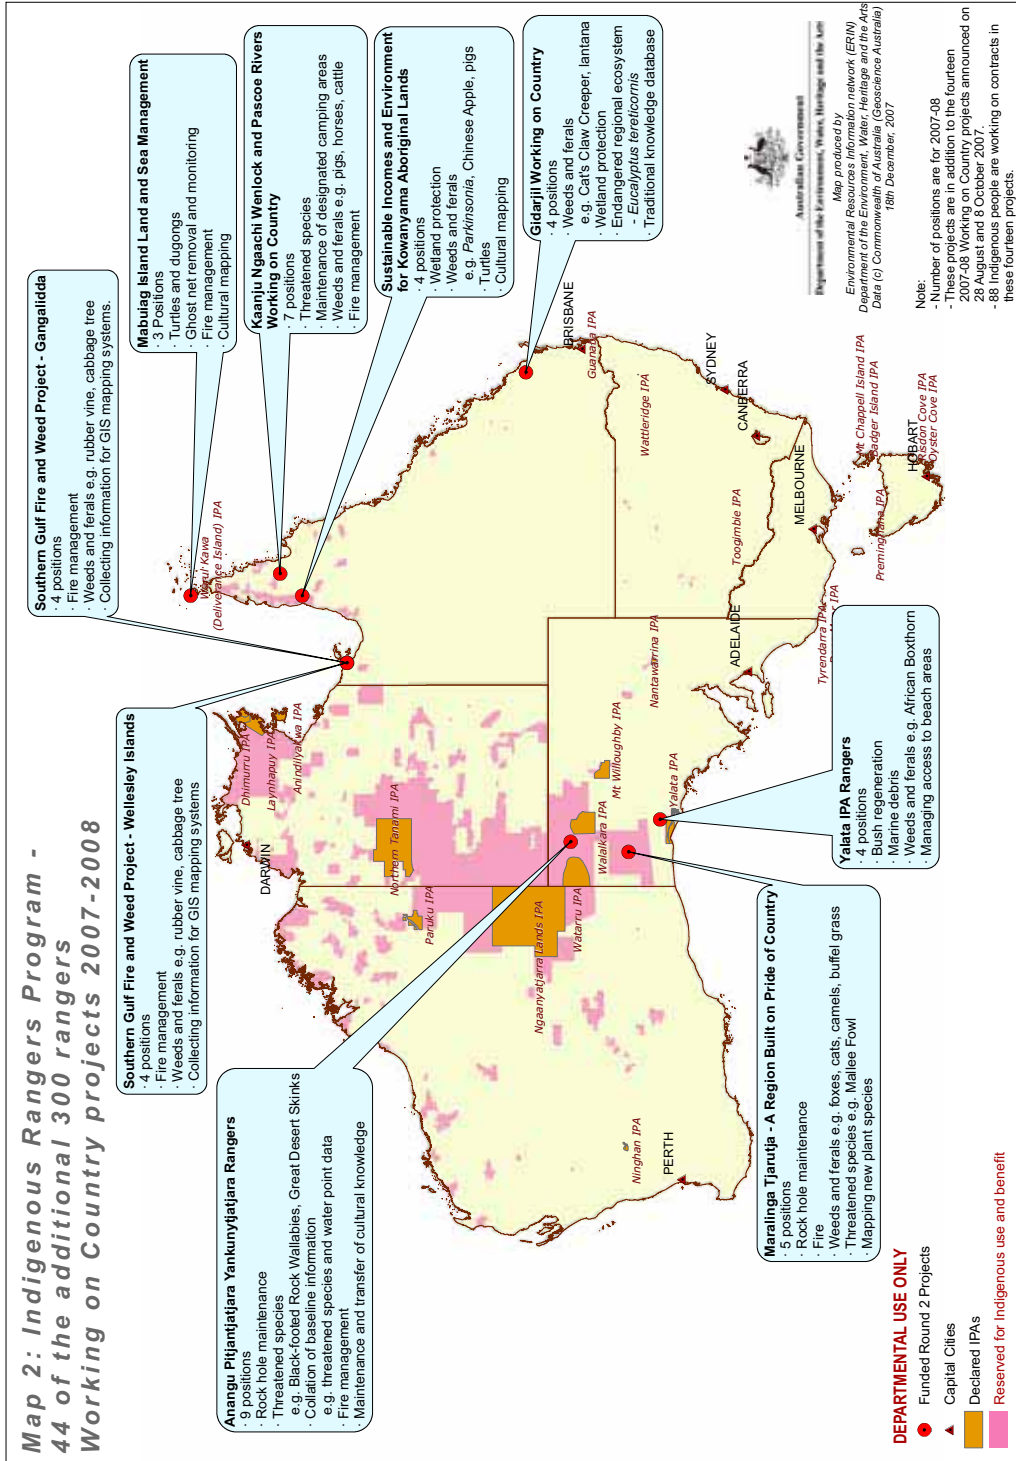 Map 2: Indigenous Rangers Program -
44 of the additional 300 rangers
Working on Country projects 2007-2008
Southern Gulf Fire and Weed Project - Gangalidda
· 4 positions
· Fire management
· Weeds and ferals e.g. rubber vine, cabbage tree
· Collecting information for GIS mapping systems.
Mabuiag Island Land and Sea Management
· 3 Positions
· Turtles and dugongs
· Ghost net removal and monitoring
· Fire management
· Cultural mapping
Kaanju Ngaachi Wenlock and Pascoe Rivers
Working on Country
· 7 positions
· Threatened species
· Maintenance of designated camping areas
· Weeds and ferals e.g. pigs, horses, cattle
· Fire management
Sustainable Incomes and Environment
for Kowanyama Aboriginal Lands
· 4 positions
· Wetland protection
· Weeds and ferals
e.g. Parkinsonia, Chinese Apple, pigs
· Turtles
· Cultural mapping
Gidarjil Working on Country
· 4 positions
· Weeds and ferals
e.g. Cat's Claw Creeper, lantana
· Wetland protection
· Endangered regional ecosystem
- Eucalyptus tereticornis
· Traditional knowledge database
Southern Gulf Fire and Weed Project - Wellesley Islands
· 4 positions
· Fire management
· Weeds and ferals e.g. rubber vine, cabbage tree
· Collecting information for GIS mapping systems
Anangu Pitjantjatjara Yankunytjatjara Rangers
· 9 positions
· Rock hole maintenance
· Threatened species
e.g. Black-footed Rock Wallabies, Great Desert Skinks
· Collation of baseline information
e.g. threatened species and water point data
· Fire management
· Maintenance and transfer of cultural knowledge
Maralinga Tjarutja - A Region Built on Pride of Country
· 5 positions
· Rock hole maintenance
· Fire
· Weeds and ferals e.g. foxes, cats, camels, buffel grass
· Threatened species e.g. Mallee Fowl
· Mapping new plant species
Yalata IPA Rangers
· 4 positions
· Bush regeneration
· Marine debris
· Weeds and ferals e.g. African Boxthorn
· Managing access to beach areas
Warul Kawa
(Deliverance Island) IPA
DARWIN
Dhimurru IPA
Laynhapuy IPA
Anindilyakwa IPA
Northern Tanami IPA
Paruku IPA
Ngaanyatjarra Lands IPA
Watarru IPA
Walalkara IPA
Mt Willoughby IPA
Nantawarrina IPA
Yalata IPA
Ninghan IPA
PERTH
ADELAIDE
BRISBANE
Guanaba IPA
Wattleridge IPA
SYDNEY
CANBERRA
Toogimbie IPA
MELBOURNE
Tyrendarra IPA
Mt Chappell Island IPA
Badger Island IPA
Preminghana IPA
HOBART
Risdon Cove IPA
Oyster Cove IPA
Australian Government
Department of the Environment, Water, Heritage and the Arts
Map produced by
Environmental Resources Information network (ERIN)
Department of the Environment, Water, Heritage and the Arts
Data (c) Commonwealth of Australia (Geoscience Australia)
18th December, 2007
Note:
- Number of positions are for 2007-08
- These projects are in addition to the fourteen
2007-08 Working on Country projects announced on
28 August and 8 October 2007.
- 88 Indigenous people are working on contracts in
these fourteen projects.
DEPARTMENTAL USE ONLY
Funded Round 2 Projects
Capital Cities
Declared IPAs
Reserved for Indigenous use and benefit